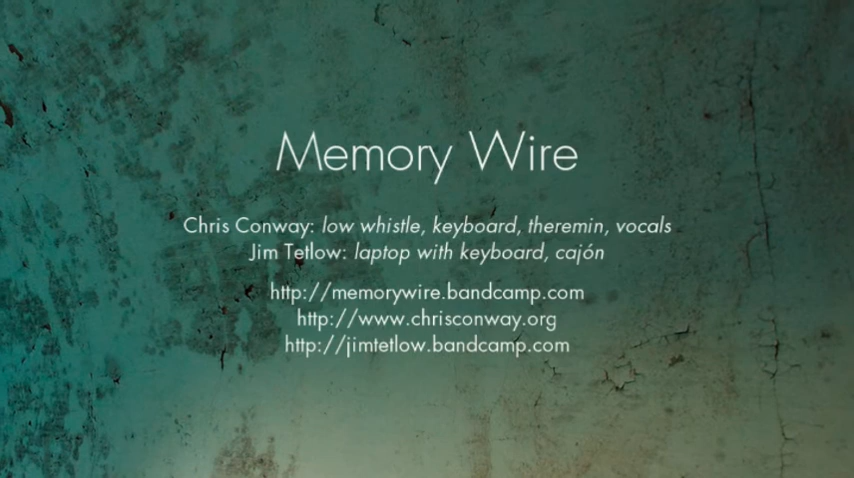 Memory Wire
Chris Conway: low whistle, keyboard, theremin, vocals
Jim Tetlow: laptop with keyboard, cajón
http://memorywire.bandcamp.com
http://www.chrisconway.org
http://jimtetlow.bandcamp.com